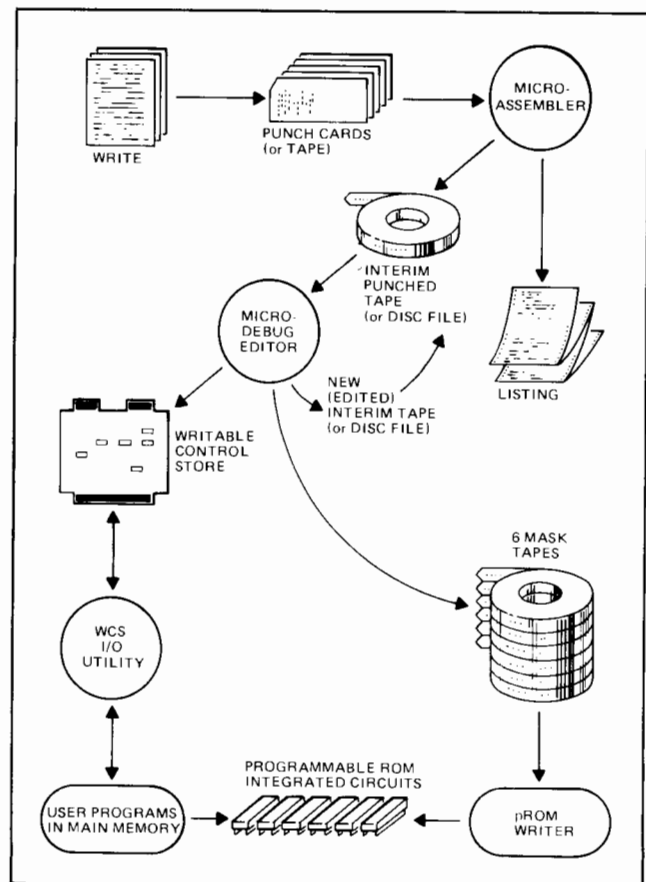 WRITE
PUNCH CARDS
(or TAPE)
MICRO-
ASSEMBLER
INTERIM
PUNCHED
TAPE
(or DISC FILE)
MICRO-
DEBUG
EDITOR
NEW
(EDITED)
INTERIM TAPE
(or DISC FILE)
LISTING
WRITABLE
CONTROL
STORE
6 MASK
TAPES
WCS
I/O
UTILITY
PROGRAMMABLE ROM
INTEGRATED CIRCUITS
USER PROGRAMS
IN MAIN MEMORY
pROM
WRITER